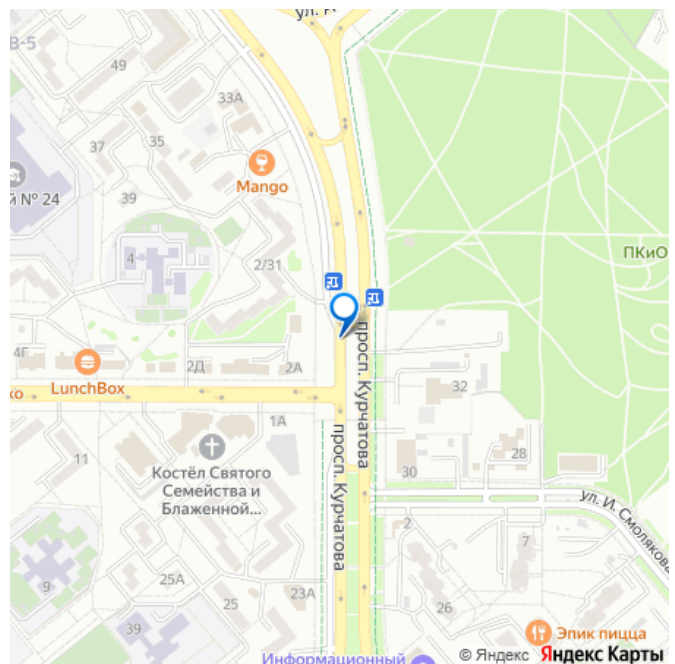 ул. К
В-5
49
33А
37
35
Mango
й № 24
39
ПКиО
4
2/31
4Г
просп. Курчатова
2Д
2А
32
LunchBox
ко
1А
Костёл Святого
Семейства и
Блаженной...
11
просп. Курчатова
30
28
ул. И. Смолякова
2
7
25А
9
25
23А
26
39
Эпик пицца
Информационный
© Яндекс Яндекс Карты